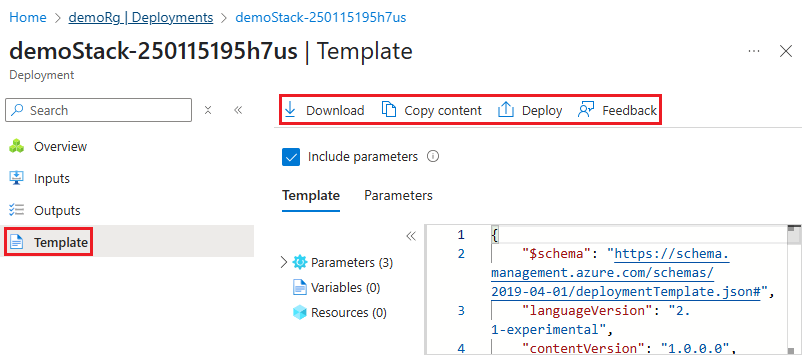 Home > demoRg | Deployments > demoStack-250115195h7us
demoStack-250115195h7us | Template
Deployment
Search
Overview
Inputs
Outputs
Template
Download Copy content Deploy Feedback
Include parameters
Template Parameters
Parameters (3)
Variables (0)
Resources (0)
1 {
2 "$schema": "https://schema.
management.azure.com/schemas/
2019-04-01/deploymentTemplate.json#",
3 "languageVersion": "2.
1-experimental",
4 "contentVersion": "1.0.0.0",